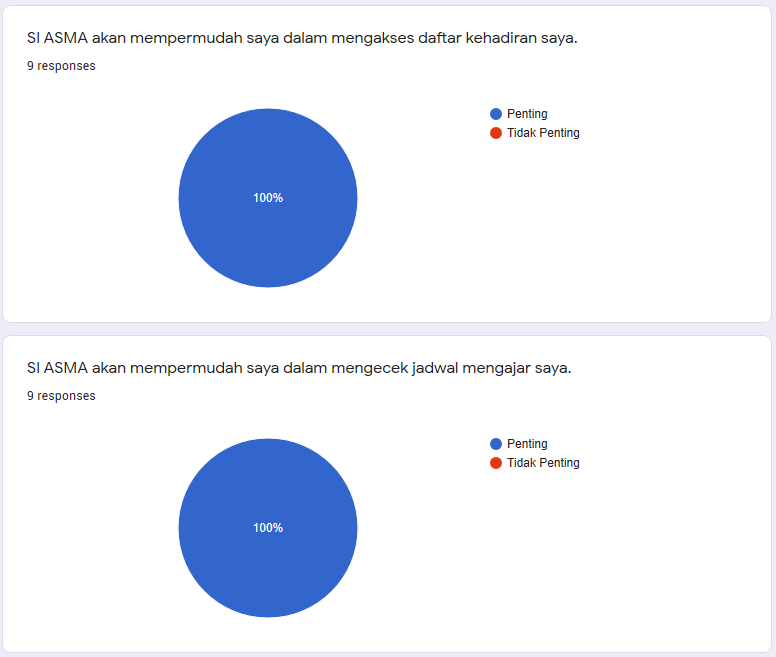 SI ASMA akan mempermudah saya dalam mengakses daftar kehadiran saya.
9 responses
Penting
Tidak Penting
100%
SI ASMA akan mempermudah saya dalam mengecek jadwal mengajar saya.
9 responses
Penting
Tidak Penting
100%